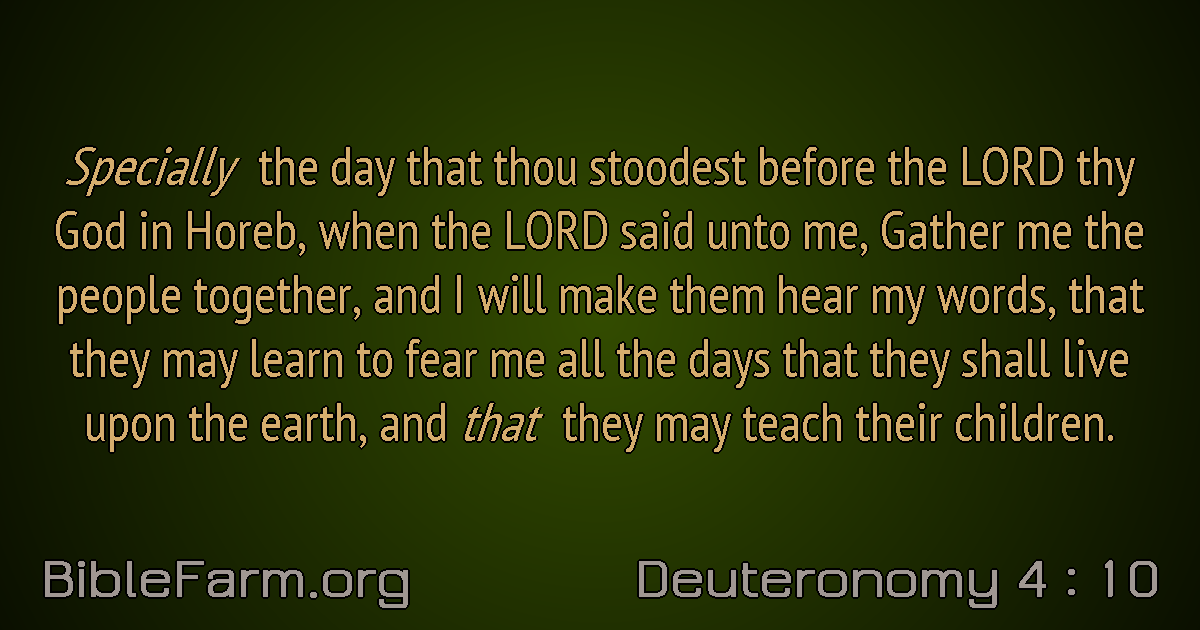 Specially the day that thou stoodest before the LORD thy
God in Horeb, when the LORD said unto me, Gather me the
people together, and I will make them hear my words, that
they may learn to fear me all the days that they shall live
upon the earth, and that they may teach their children.
BibleFarm.org
Deuteronomy 4 : 10